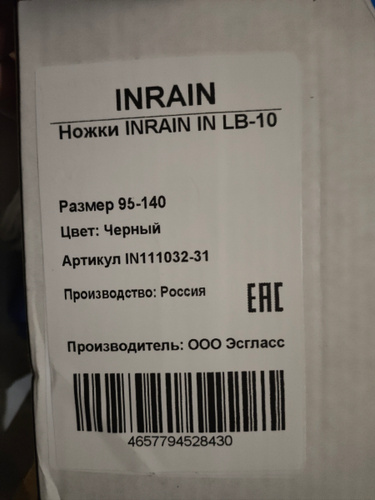 INRAIN
Ножки INRAIN IN LB-10
Размер 95-140
Цвет: Черный
Артикул IN111032-31
Производство: Россия
EAC
Производитель: ООО Эсгласс
4657794528430